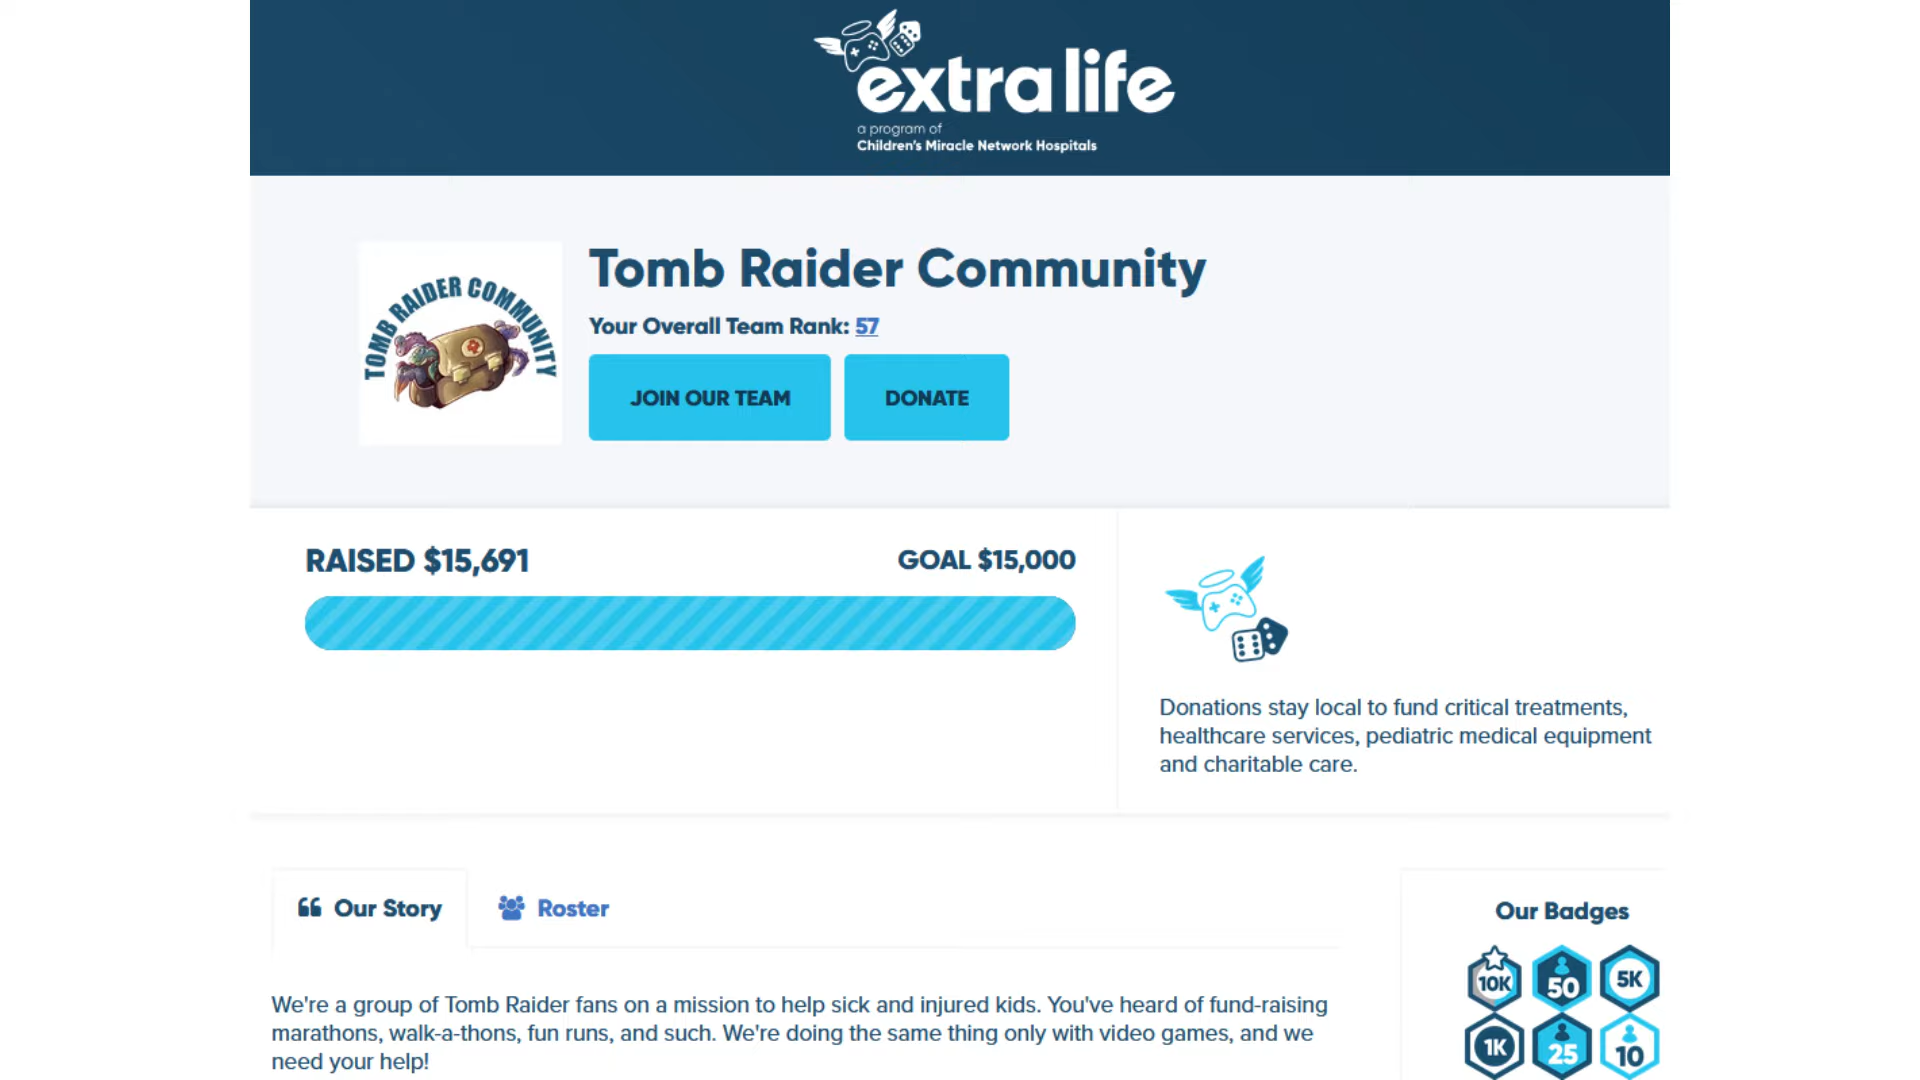 extra life
a program of
Children's Miracle Network Hospitals
TOMB RAIDER COMMUNITY
Tomb Raider Community
Your Overall Team Rank: 57
JOIN OUR TEAM
DONATE
RAISED $15,691
GOAL $15,000
Donations stay local to fund critical treatments,
healthcare services, pediatric medical equipment
and charitable care.
Our Story
Roster
Our Badges
10K
50
5K
1K
25
10
We're a group of Tomb Raider fans on a mission to help sick and injured kids. You've heard of fund-raising
marathons, walk-a-thons, fun runs, and such. We're doing the same thing only with video games, and we
need your help!